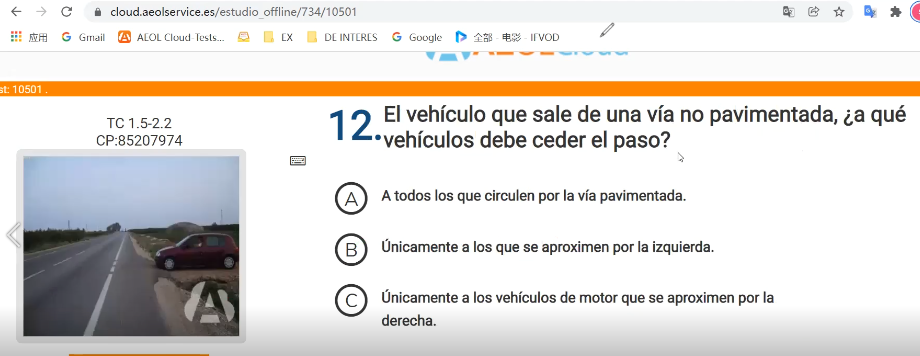 cloud.aeolservice.es/estudio_offline/734/10501
应用 Gmail AEOL Cloud-Tests... EX DE INTERES Google 全部 - 电影 - IFVOD
st: 10501 .
TC 1.5-2.2
CP:85207974
12. El vehículo que sale de una vía no pavimentada, ¿a qué
vehículos debe ceder el paso?
A A todos los que circulen por la vía pavimentada.
B Únicamente a los que se aproximen por la izquierda.
C Únicamente a los vehículos de motor que se aproximen por la
derecha.